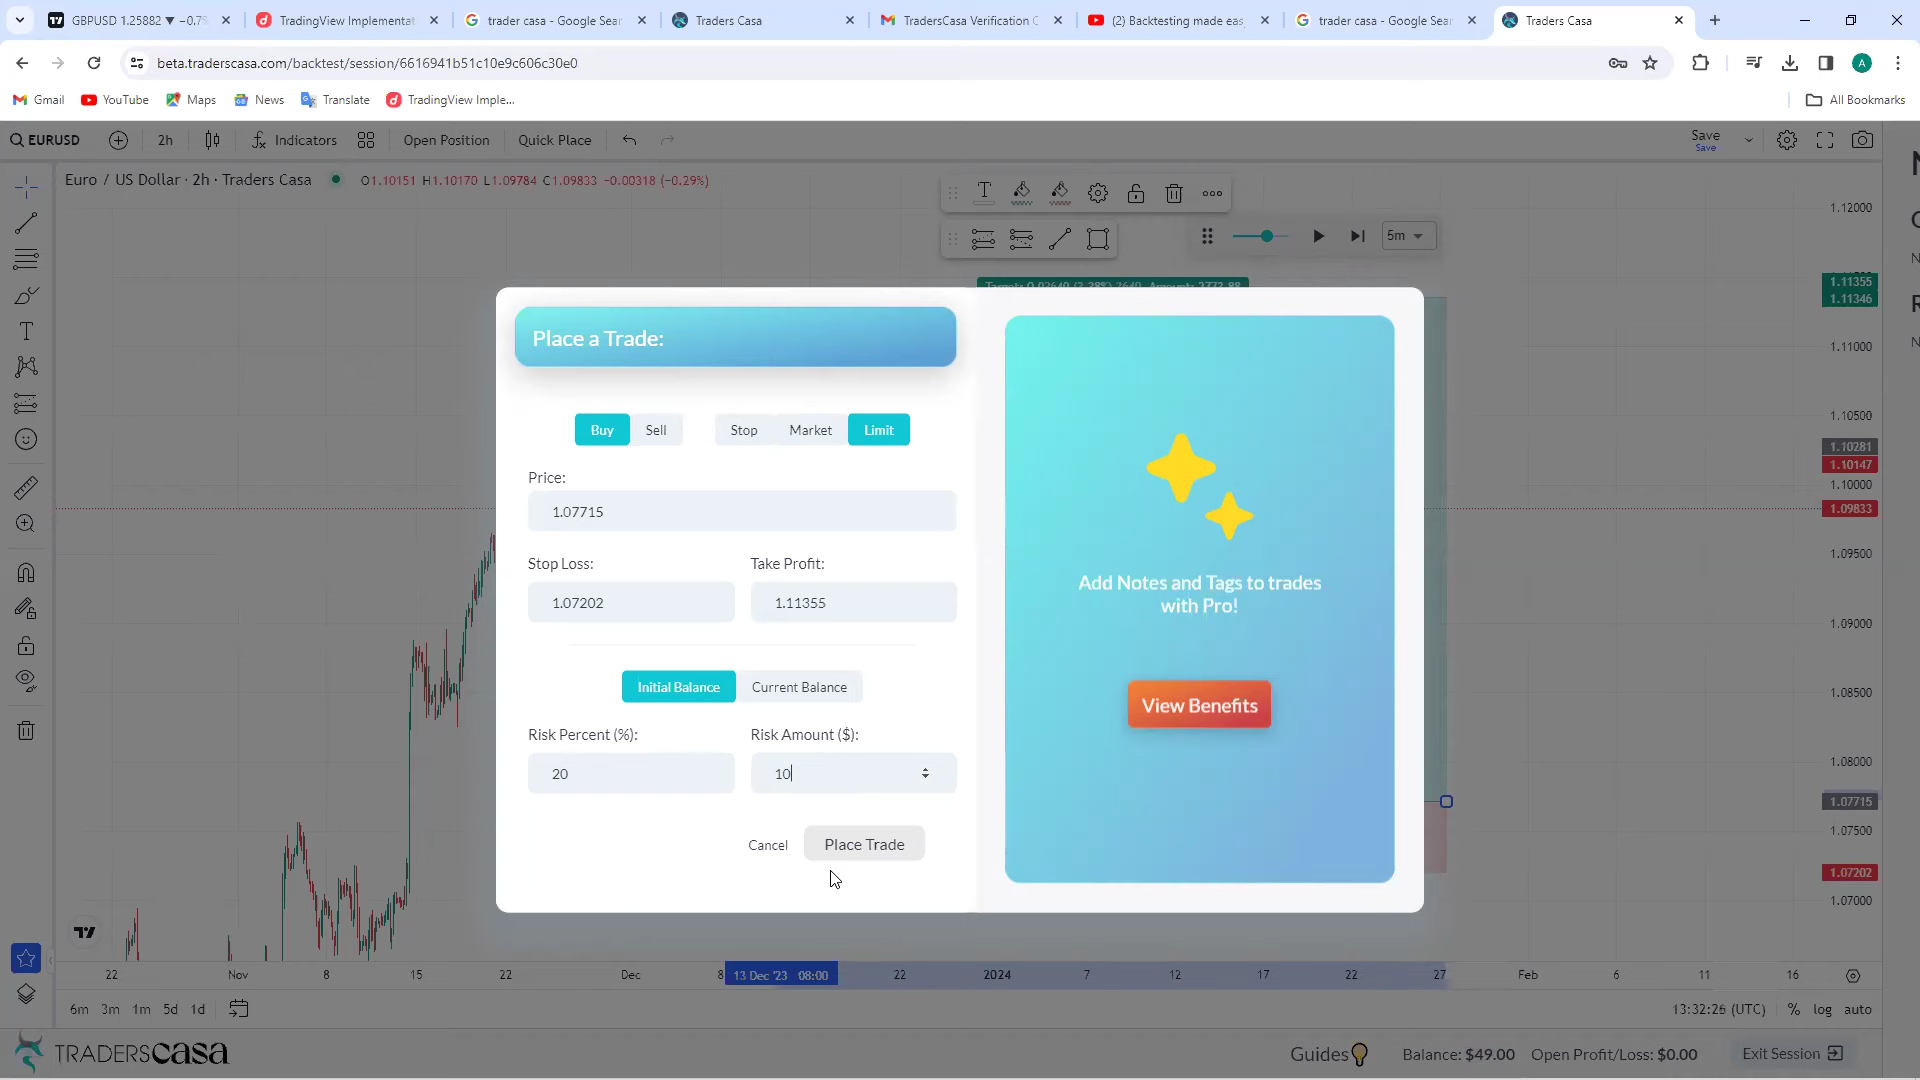 GBPUSD 1.25882 ▼ −0.7
TradingView Implementat
trader casa - Google Sear
Traders Casa
TradersCasa Verification C
(2) Backtesting made eas
trader casa - Google Sear
Traders Casa
beta.traderscasa.com/backtest/session/6616941b51c10e9c606c30e0
A
Gmail
YouTube
Maps
News
Translate
TradingView Imple...
All Bookmarks
EURUSD
2h
Indicators
Open Position
Quick Place
Save
Save
Euro / US Dollar · 2h · Traders Casa
O1.10151 H1.10170 L1.09784 C1.09833 −0.00318 (−0.29%)
5m
Target: 0.02640 (2.28%) 2640, Amount: 2772.88
Place a Trade:
Buy
Sell
Stop
Market
Limit
Price:
1.07715
Stop Loss:
Take Profit:
1.07202
1.11355
Initial Balance
Current Balance
Risk Percent (%):
Risk Amount ($):
20
10
Cancel
Place Trade
Add Notes and Tags to trades
with Pro!
View Benefits
1.12000
1.11355
1.11346
1.11000
1.10500
1.10281
1.10147
1.10000
1.09833
1.09500
1.09000
1.08500
1.08000
1.07715
1.07500
1.07202
1.07000
22
Nov
8
15
22
Dec
8
13 Dec '23 08:00
22
2024
7
12
17
22
27
Feb
6
11
16
6m
3m
1m
5d
1d
13:32:26 (UTC)
%
log
auto
TRADERSCASA
Guides
Balance: $49.00
Open Profit/Loss: $0.00
Exit Session